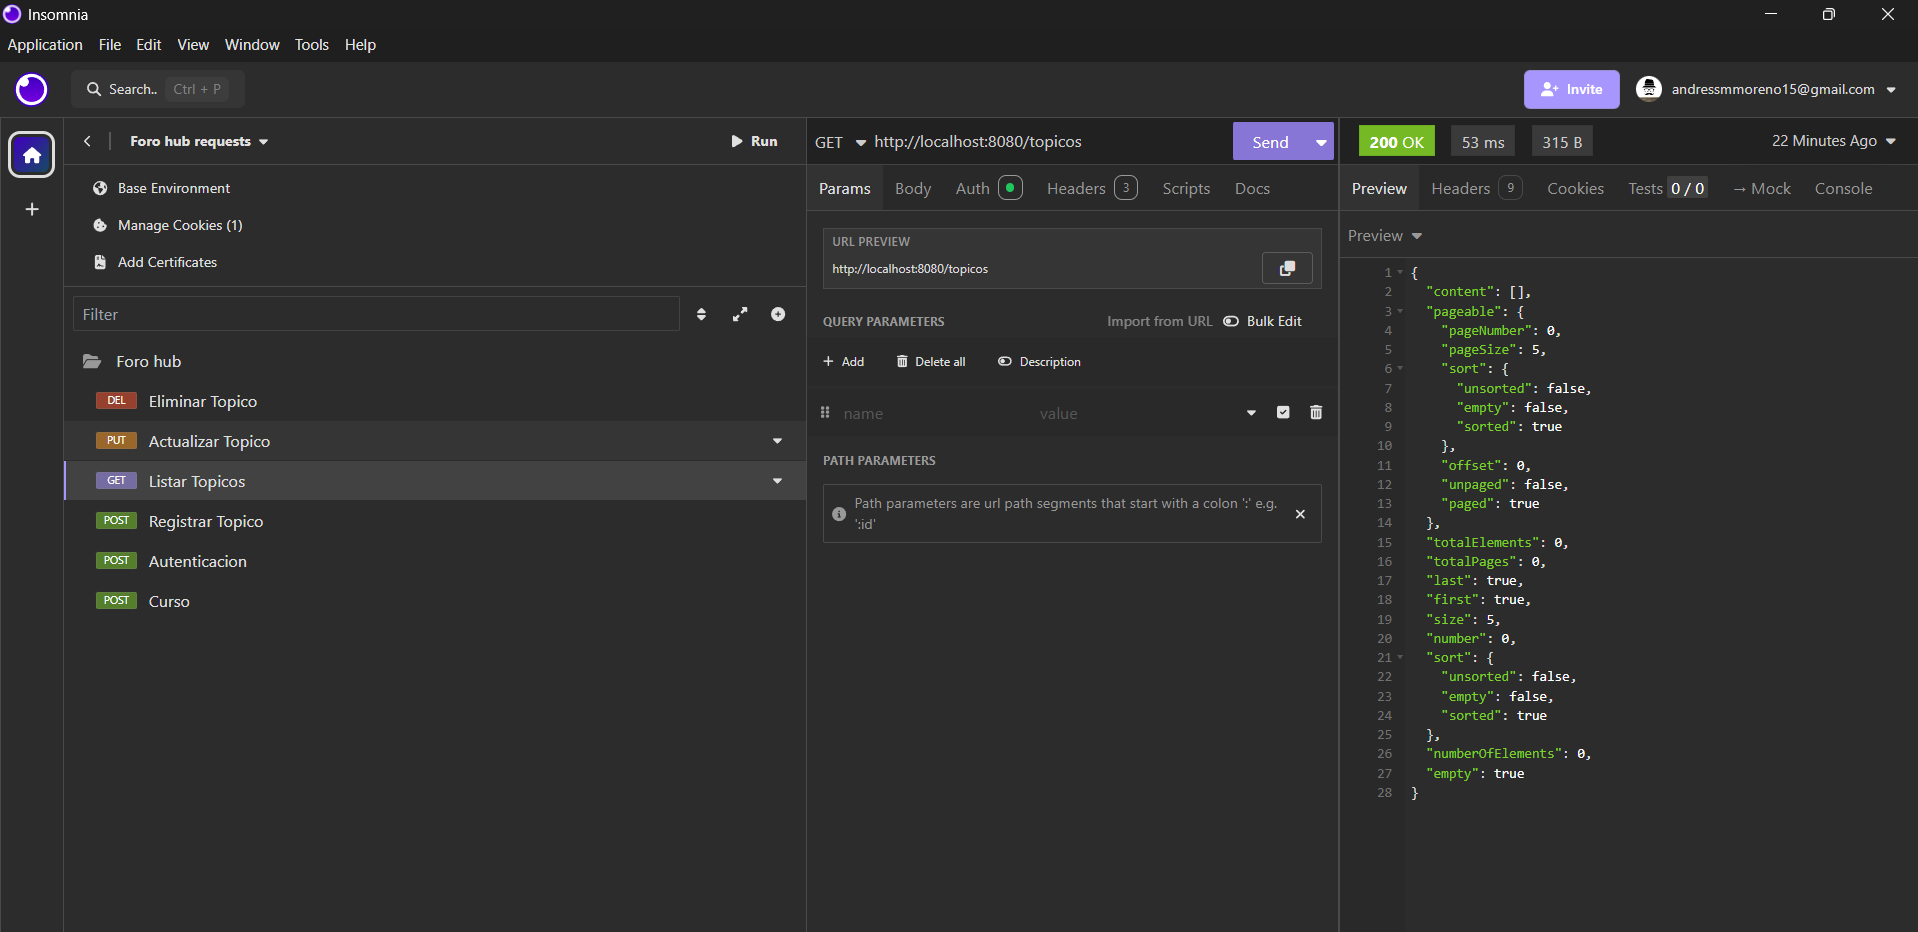 Insomnia
Application File Edit View Window Tools Help
Search.. Ctrl + P
Invite
andressmmoreno15@gmail.com
Foro hub requests
Run
Base Environment
Manage Cookies (1)
Add Certificates
Filter
Foro hub
DEL Eliminar Topico
PUT Actualizar Topico
GET Listar Topicos
POST Registrar Topico
POST Autenticacion
POST Curso
GET http://localhost:8080/topicos
Send
Params Body Auth Headers 3 Scripts Docs
URL PREVIEW
http://localhost:8080/topicos
QUERY PARAMETERS Import from URL Bulk Edit
+ Add Delete all Description
name value
PATH PARAMETERS
Path parameters are url path segments that start with a colon ':' e.g.
':id'
200 OK 53 ms 315 B 22 Minutes Ago
Preview Headers 9 Cookies Tests 0 / 0 → Mock Console
Preview
1 {
2 "content": [],
3 "pageable": {
4 "pageNumber": 0,
5 "pageSize": 5,
6 "sort": {
7 "unsorted": false,
8 "empty": false,
9 "sorted": true
10 },
11 "offset": 0,
12 "unpaged": false,
13 "paged": true
14 },
15 "totalElements": 0,
16 "totalPages": 0,
17 "last": true,
18 "first": true,
19 "size": 5,
20 "number": 0,
21 "sort": {
22 "unsorted": false,
23 "empty": false,
24 "sorted": true
25 },
26 "numberOfElements": 0,
27 "empty": true
28 }